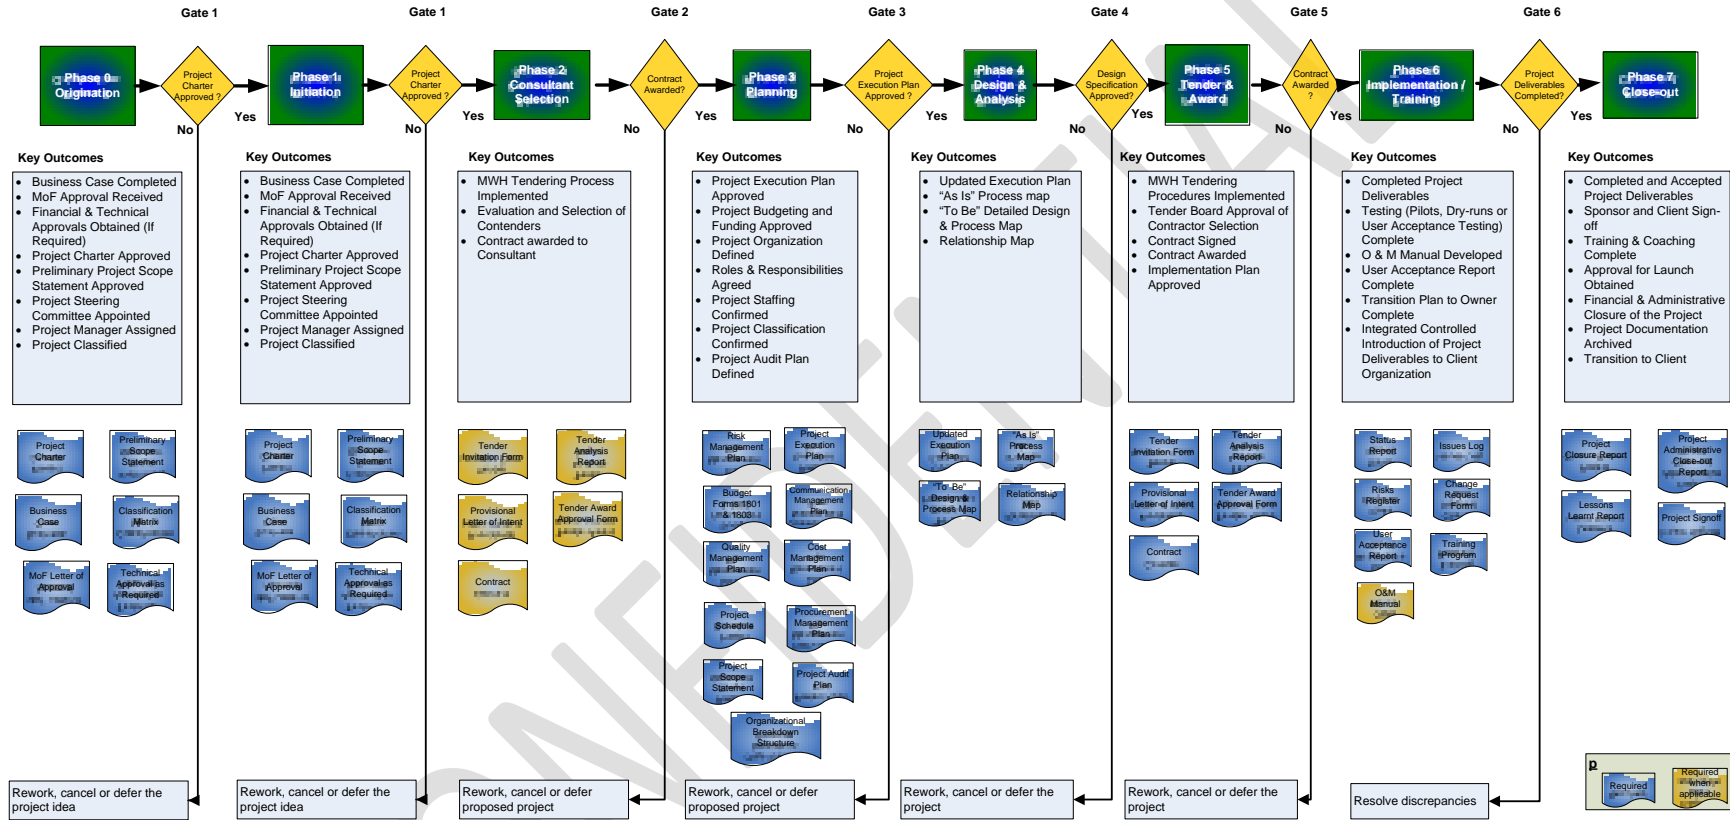 Gate 1
Gate 1
Gate 2
Gate 3
Gate 4
Gate 5
Gate 6
Phase 0
Origination
Project
Charter
Approved ?
Yes
No
Phase 1
Initiation
Project
Charter
Approved ?
Yes
No
Phase 2
Consultant
Selection
Contract
Awarded?
Yes
No
Phase 3
Planning
Project
Execution Plan
Approved ?
Yes
No
Phase 4
Design &
Analysis
Design
Specification
Approved?
Yes
No
Phase 5
Tender &
Award
Contract
Awarded
?
Yes
No
Phase 6
Implementation /
Training
Project
Deliverables
Completed?
Yes
No
Phase 7
Close-out
Key Outcomes
• Business Case Completed
• MoF Approval Received
• Financial & Technical
Approvals Obtained (If
Required)
• Project Charter Approved
• Preliminary Project Scope
Statement Approved
• Project Steering
Committee Appointed
• Project Manager Assigned
• Project Classified
Key Outcomes
• Business Case Completed
• MoF Approval Received
• Financial & Technical
Approvals Obtained (If
Required)
• Project Charter Approved
• Preliminary Project Scope
Statement Approved
• Project Steering
Committee Appointed
• Project Manager Assigned
• Project Classified
Key Outcomes
• MWH Tendering Process
Implemented
• Evaluation and Selection of
Contenders
• Contract awarded to
Consultant
Key Outcomes
• Project Execution Plan
Approved
• Project Budgeting and
Funding Approved
• Project Organization
Defined
• Roles & Responsibilities
Agreed
• Project Staffing
Confirmed
• Project Classification
Confirmed
• Project Audit Plan
Defined
Key Outcomes
• Updated Execution Plan
• “As Is” Process map
• “To Be” Detailed Design
& Process Map
• Relationship Map
Key Outcomes
• MWH Tendering
Procedures Implemented
• Tender Board Approval of
Contractor Selection
• Contract Signed
• Contract Awarded
• Implementation Plan
Approved
Key Outcomes
• Completed Project
Deliverables
• Testing (Pilots, Dry-runs or
User Acceptance Testing)
Complete
• O & M Manual Developed
• User Acceptance Report
Complete
• Transition Plan to Owner
Complete
• Integrated Controlled
Introduction of Project
Deliverables to Client
Organization
Key Outcomes
• Completed and Accepted
Project Deliverables
• Sponsor and Client Sign-
off
• Training & Coaching
Complete
• Approval for Launch
Obtained
• Financial & Administrative
Closure of the Project
• Project Documentation
Archived
• Transition to Client
Project
Charter
Preliminary
Scope
Statement
Business
Case
Classification
Matrix
MoF Letter of
Approval
Technical
Approval as
Required
Project
Charter
Preliminary
Scope
Statement
Business
Case
Classification
Matrix
MoF Letter of
Approval
Technical
Approval as
Required
Tender
Invitation Form
Tender
Analysis
Report
Provisional
Letter of Intent
Tender Award
Approval Form
Contract
Risk
Management
Plan
Project
Execution
Plan
Budget
Forms 1801
& 1803
Communication
Management
Plan
Quality
Management
Plan
Cost
Management
Plan
Project
Schedule
Procurement
Management
Plan
Project
Scope
Statement
Project Audit
Plan
Organizational
Breakdown
Structure
Updated
Execution
Plan
"As Is"
Process
Map
"To Be"
Design &
Process Map
Relationship
Map
Tender
Invitation Form
Tender
Analysis
Report
Provisional
Letter of Intent
Tender Award
Approval Form
Contract
Status
Report
Issues Log
Risks
Register
Change
Request
Form
User
Acceptance
Report
Training
Program
O&M
Manual
Project
Closure Report
Project
Administrative
Close-out
Report
Lessons
Learnt Report
Project Signoff
Rework, cancel or defer the
project idea
Rework, cancel or defer the
project idea
Rework, cancel or defer
proposed project
Rework, cancel or defer
proposed project
Rework, cancel or defer the
project
Rework, cancel or defer the
project
Resolve discrepancies
p
Required
Required
when
applicable